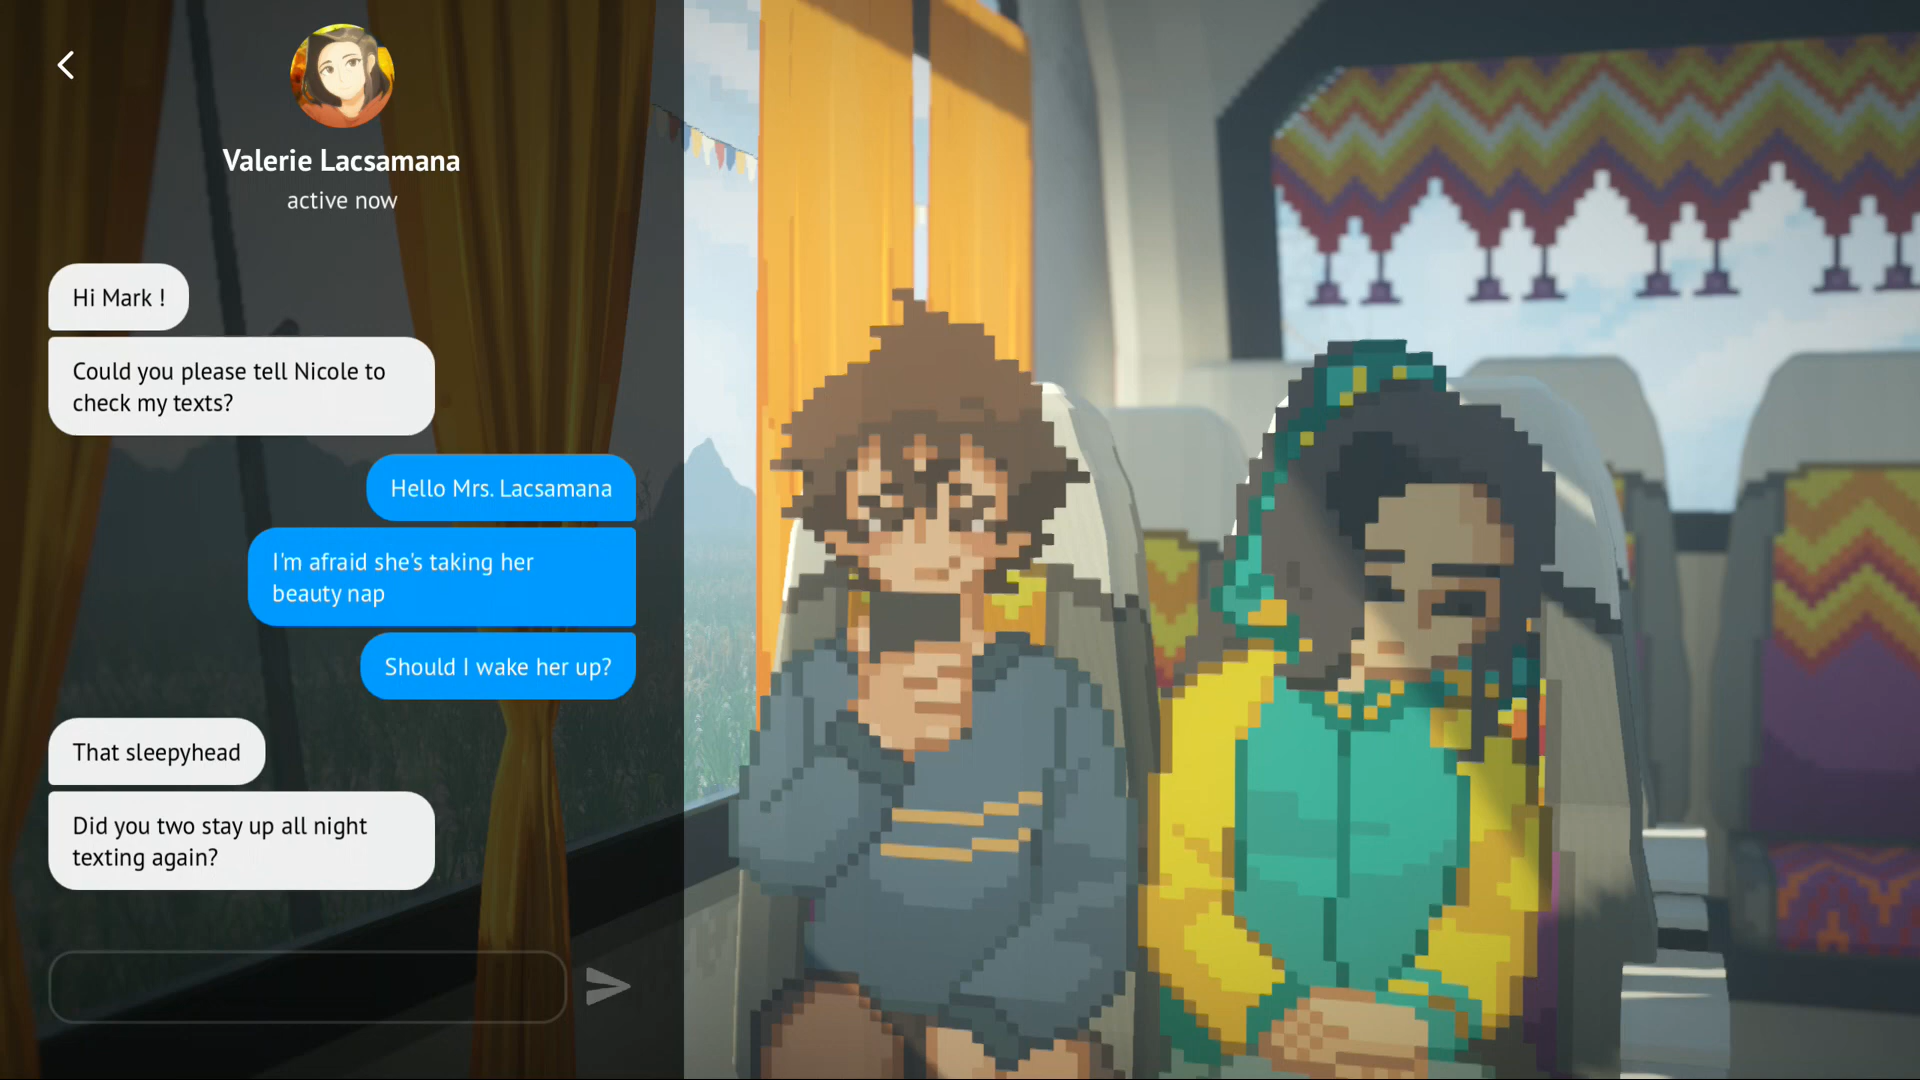 Valerie Lacsamana
active now
Hi Mark !
Could you please tell Nicole to
check my texts?
Hello Mrs. Lacsamana
I'm afraid she's taking her
beauty nap
Should I wake her up?
That sleepyhead
Did you two stay up all night
texting again?